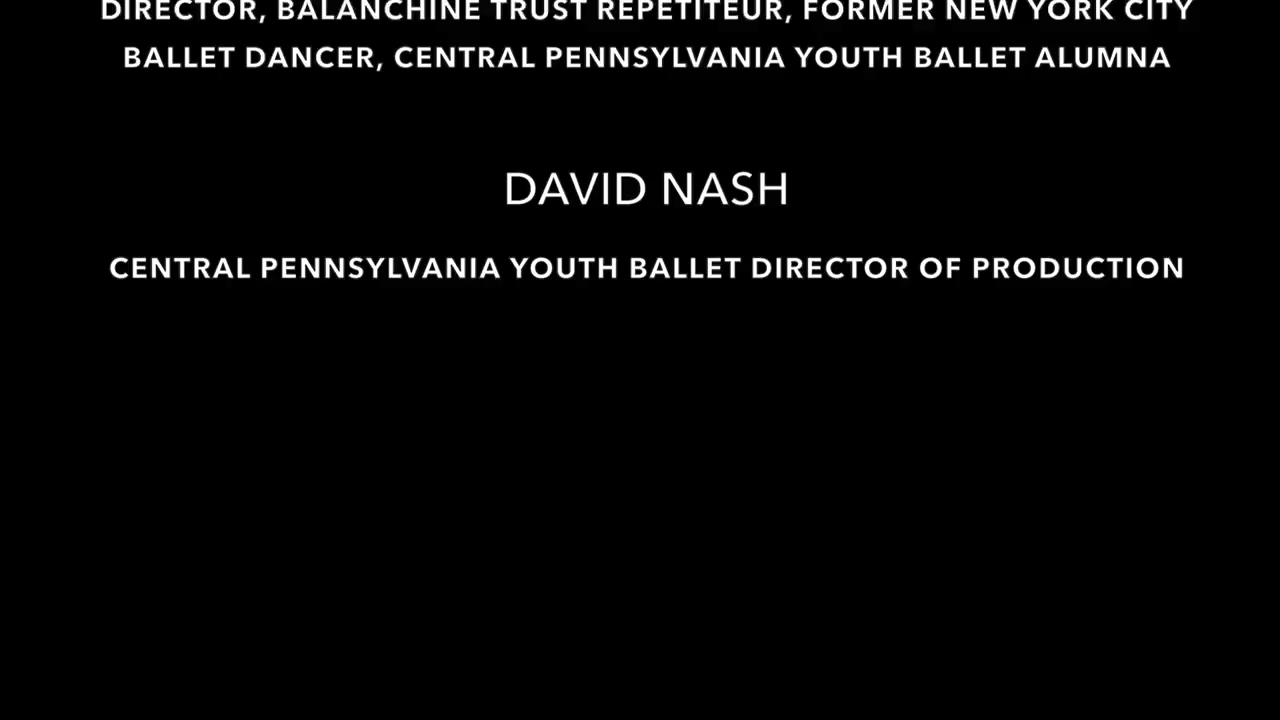 DIRECTOR, BALANCHINE TRUST REPETITEUR, FORMER NEW YORK CITY
BALLET DANCER, CENTRAL PENNSYLVANIA YOUTH BALLET ALUMNA
DAVID NASH
CENTRAL PENNSYLVANIA YOUTH BALLET DIRECTOR OF PRODUCTION